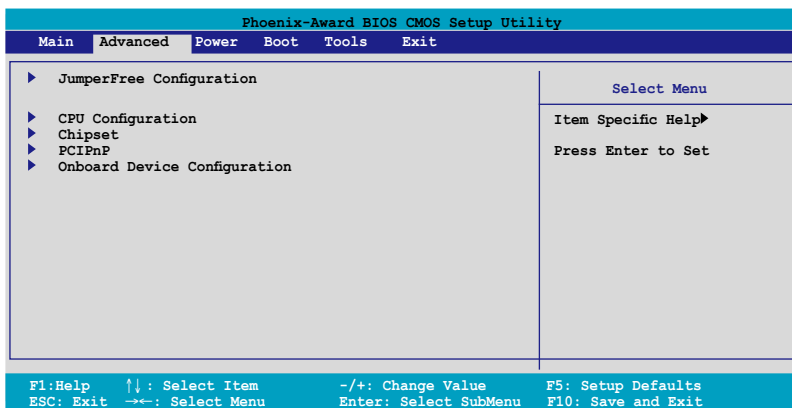 Phoenix-Award BIOS CMOS Setup Utility
Main Advanced Power Boot Tools Exit
JumperFree Configuration
CPU Configuration
Chipset
PCIPnP
Onboard Device Configuration
Select Menu
Item Specific Help
Press Enter to Set
F1:Help ↑↓ : Select Item -/+: Change Value F5: Setup Defaults
ESC: Exit →←: Select Menu Enter: Select SubMenu F10: Save and Exit